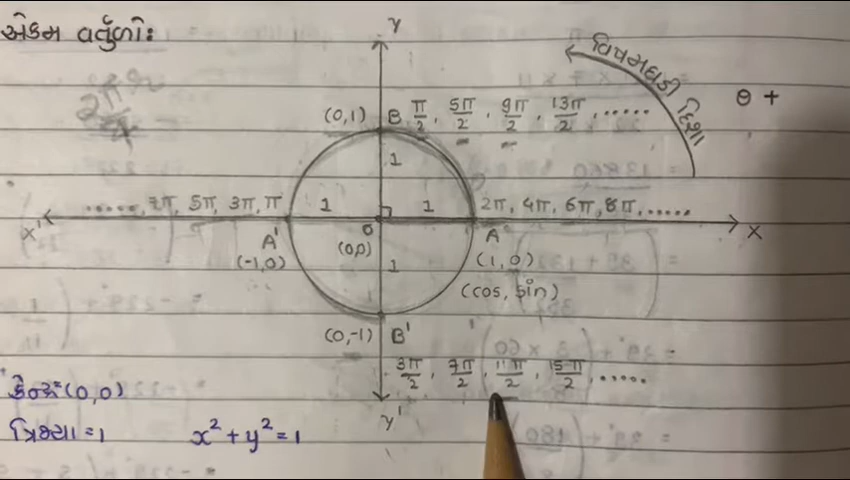 એકમ વર્તુળ:
Y
વિષમઘડી દિશા
θ +
(0,1) B π/2, 5π/2, 9π/2, 13π/2, ......
1
......, 7π, 5π, 3π, π 1 1 2π, 4π, 6π, 8π, ......
X' A' O A X
(-1,0) (0,0) (1,0)
1 (cos, sin)
(0,-1) B'
3π/2, 7π/2, 11π/2, 15π/2, ......
કેન્દ્ર = (0,0)
Y'
ત્રિજ્યા = 1 x² + y² = 1